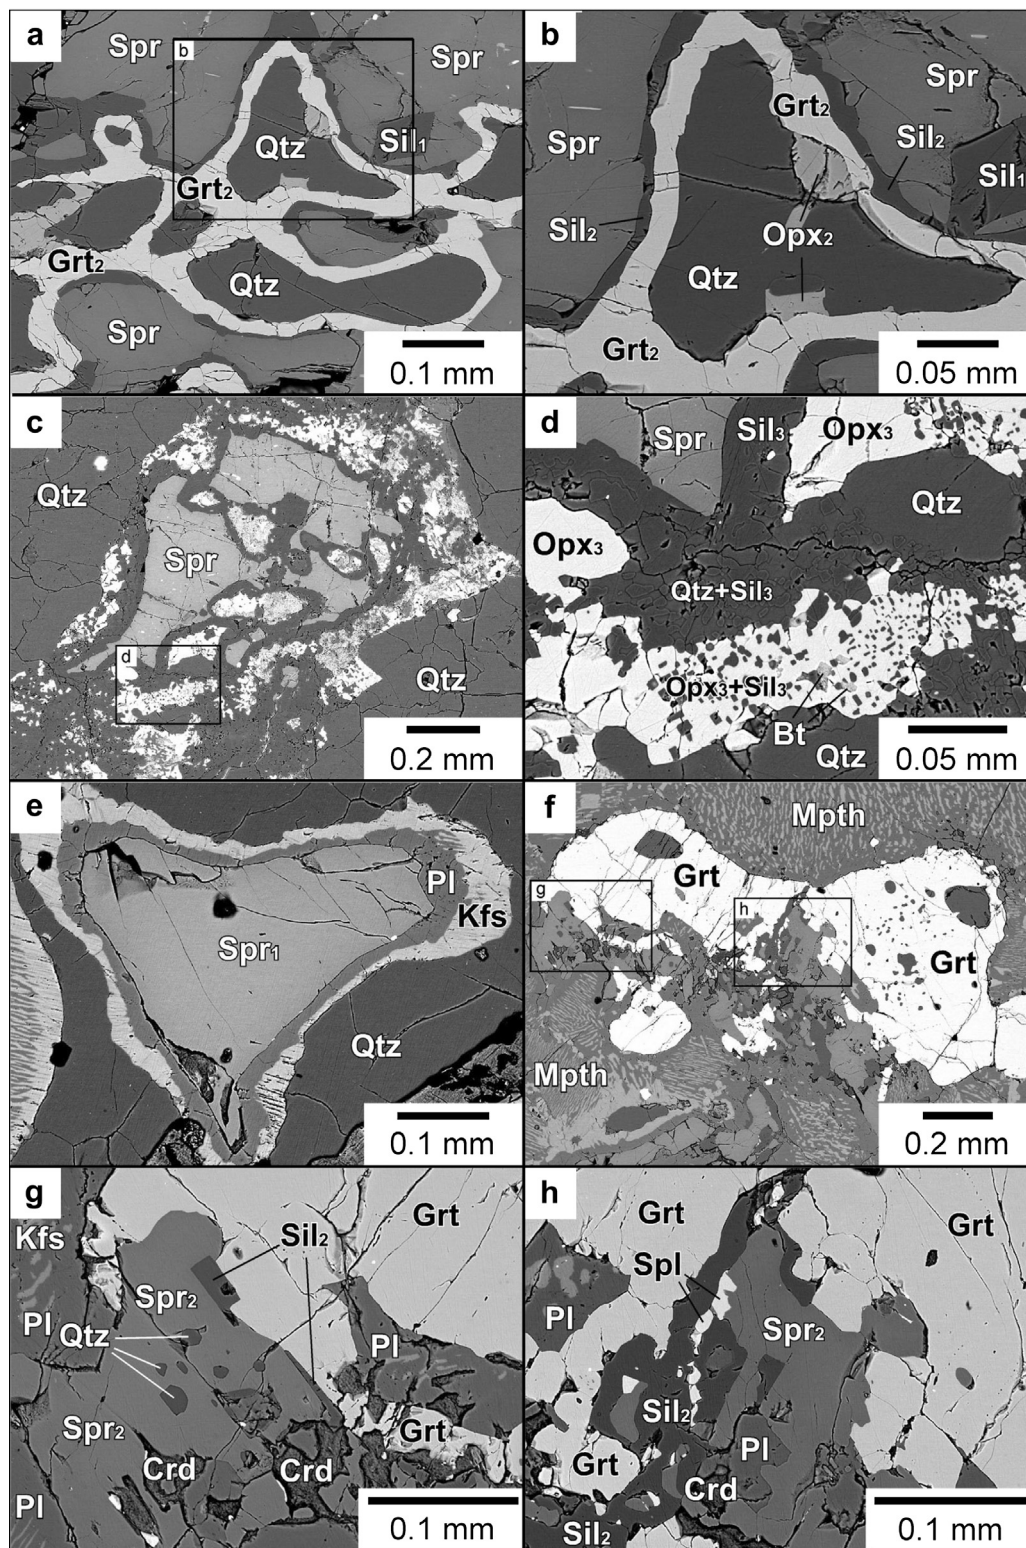 a
b
Spr
Spr
Qtz
Sil₁
Grt₂
Grt₂
Qtz
Spr
0.1 mm
b
Grt₂
Spr
Spr
Sil₂
Sil₁
Sil₂
Opx₂
Qtz
Grt₂
0.05 mm
c
Qtz
Spr
d
Qtz
0.2 mm
d
Spr
Sil₃
Opx₃
Qtz
Opx₃
Qtz+Sil₃
Opx₃+Sil₃
Bt
Qtz
0.05 mm
e
Pl
Kfs
Spr₁
Qtz
0.1 mm
f
Mpth
Grt
g
h
Grt
Mpth
0.2 mm
g
Kfs
Grt
Sil₂
Spr₂
Pl
Qtz
Pl
Spr₂
Grt
Crd
Crd
Pl
0.1 mm
h
Grt
Grt
Spl
Pl
Spr₂
Sil₂
Pl
Grt
Crd
Sil₂
0.1 mm